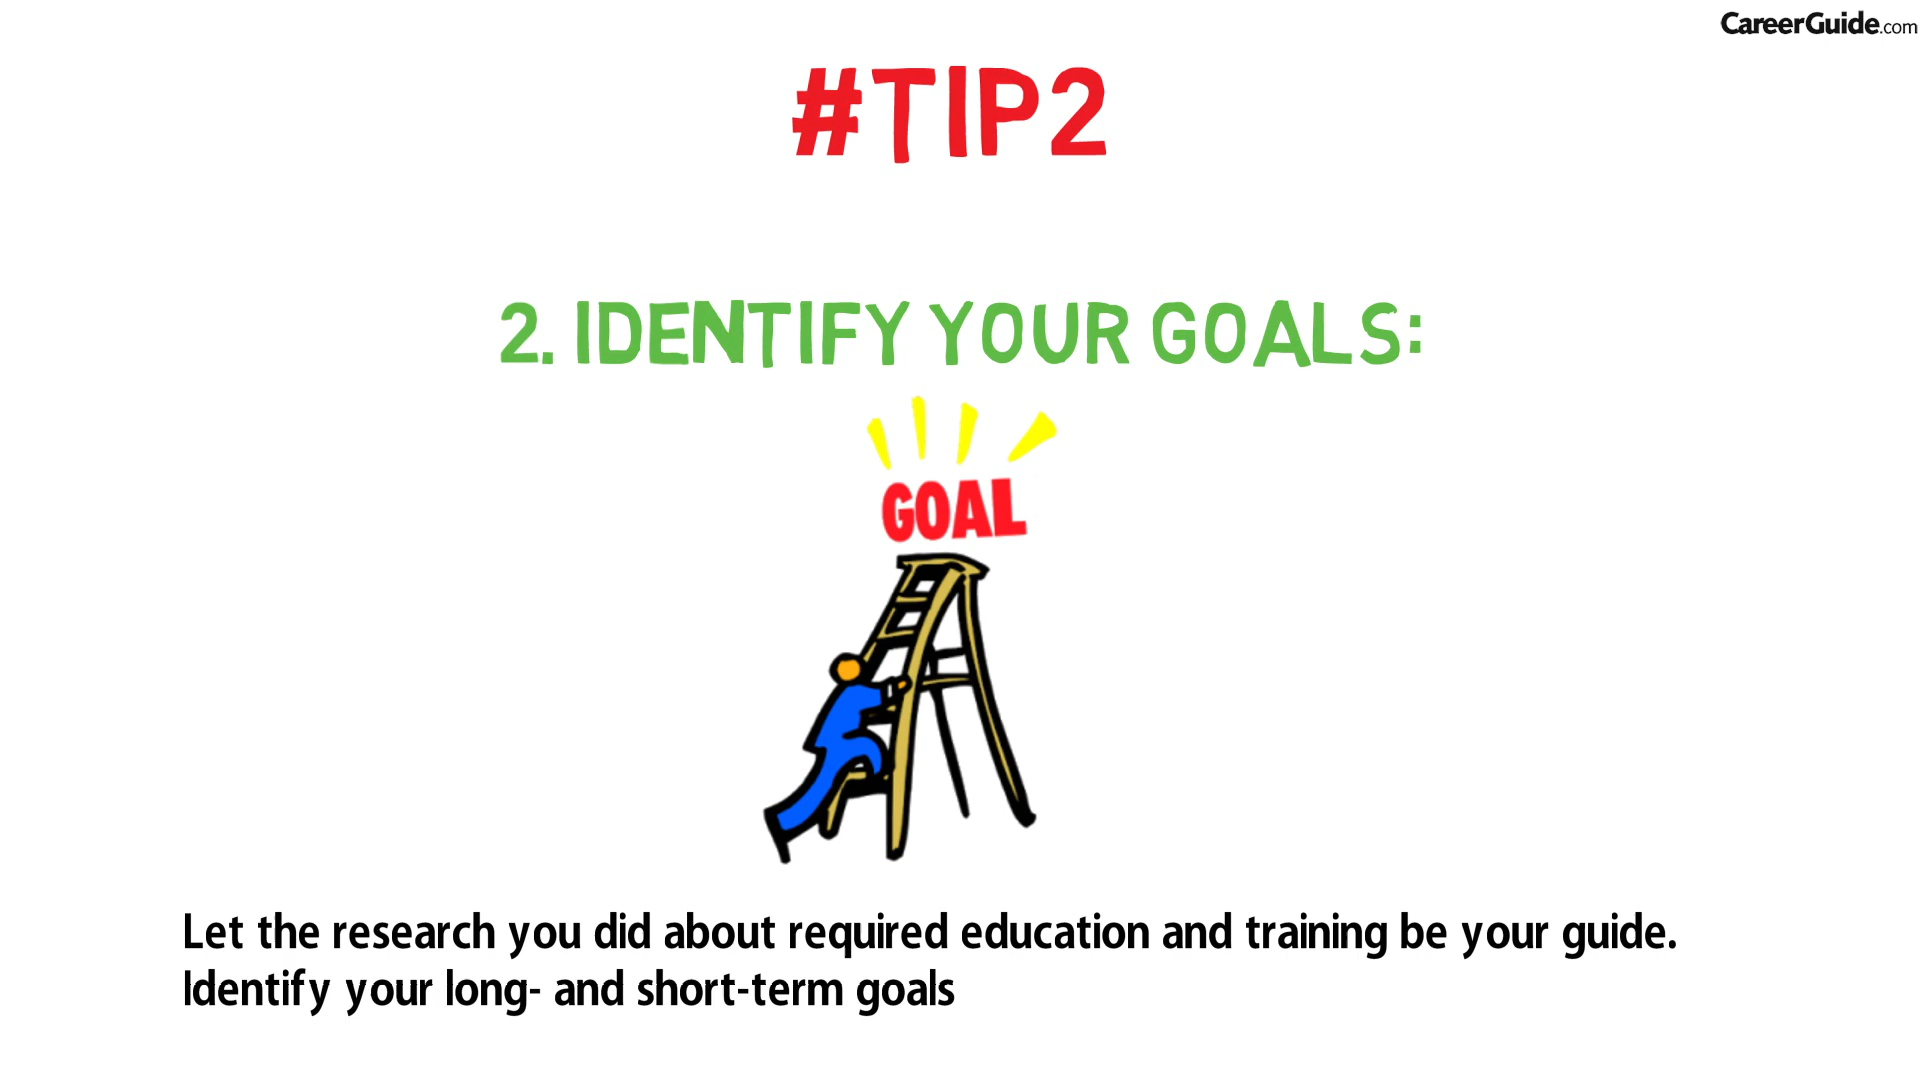 CareerGuide.com
#TIP2
2. IDENTIFY YOUR GOALS:
GOAL
Let the research you did about required education and training be your guide.
Identify your long- and short-term goals